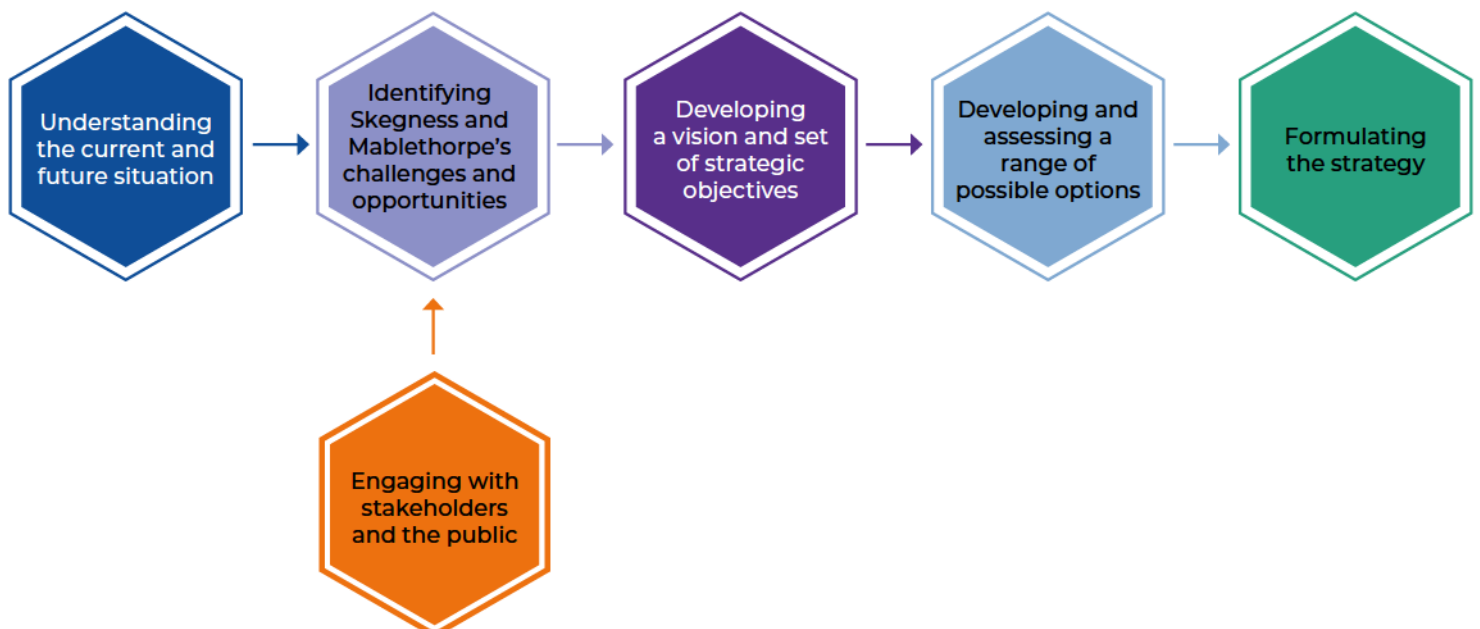 Understanding
the current and
future situation
Identifying
Skegness and
Mablethorpe's
challenges and
opportunities
Developing
a vision and set
of strategic
objectives
Developing and
assessing a
range of
possible options
Formulating
the strategy
Engaging with
stakeholders
and the public